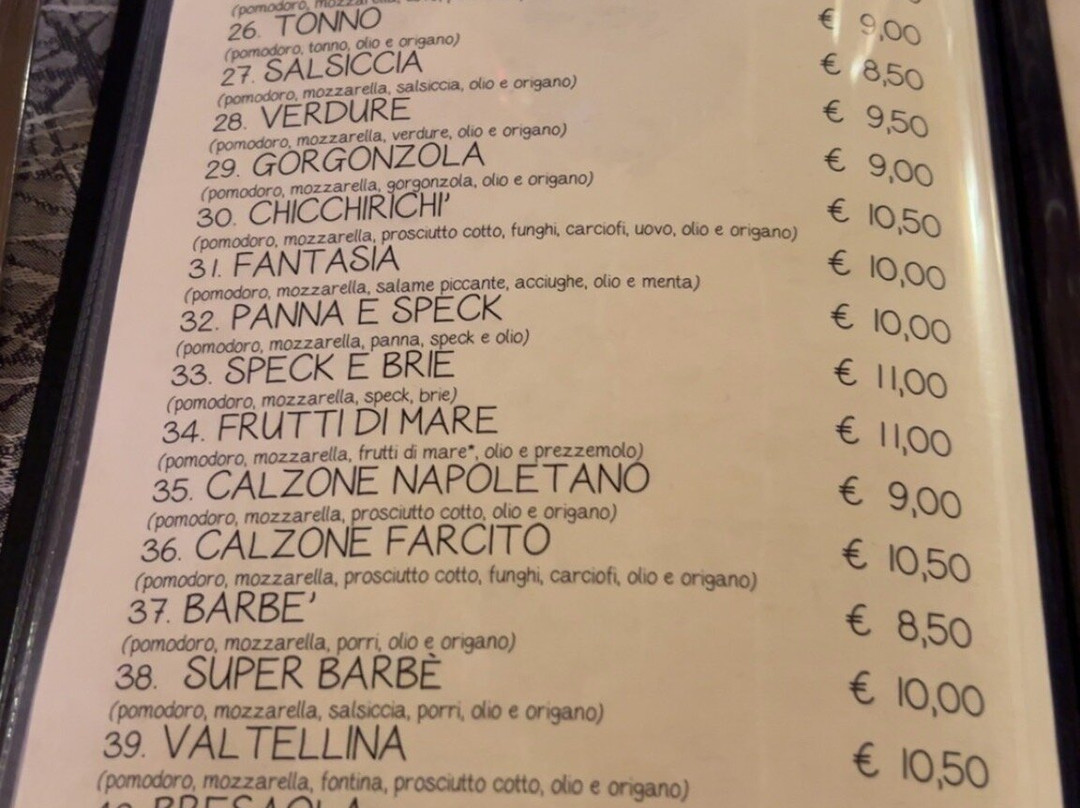 (pomodoro, mozzarella,
26. TONNO € 9,00
(pomodoro, tonno, olio e origano)
27. SALSICCIA € 8,50
(pomodoro, mozzarella, salsiccia, olio e origano)
28. VERDURE € 9,50
(pomodoro, mozzarella, verdure, olio e origano)
29. GORGONZOLA € 9,00
(pomodoro, mozzarella, gorgonzola, olio e origano)
30. CHICCHIRICHI' € 10,50
(pomodoro, mozzarella, prosciutto cotto, funghi, carciofi, uovo, olio e origano)
31. FANTASIA € 10,00
(pomodoro, mozzarella, salame piccante, acciughe, olio e menta)
32. PANNA E SPECK € 10,00
(pomodoro, mozzarella, panna, speck e olio)
33. SPECK E BRIE € 11,00
(pomodoro, mozzarella, speck, brie)
34. FRUTTI DI MARE € 11,00
(pomodoro, mozzarella, frutti di mare*, olio e prezzemolo)
35. CALZONE NAPOLETANO € 9,00
(pomodoro, mozzarella, prosciutto cotto, olio e origano)
36. CALZONE FARCITO € 10,50
(pomodoro, mozzarella, prosciutto cotto, funghi, carciofi, olio e origano)
37. BARBE' € 8,50
(pomodoro, mozzarella, porri, olio e origano)
38. SUPER BARBÈ € 10,00
(pomodoro, mozzarella, salsiccia, porri, olio e origano)
39. VALTELLINA € 10,50
(pomodoro, mozzarella, fontina, prosciutto cotto, olio e origano)
40. BRESAOLA